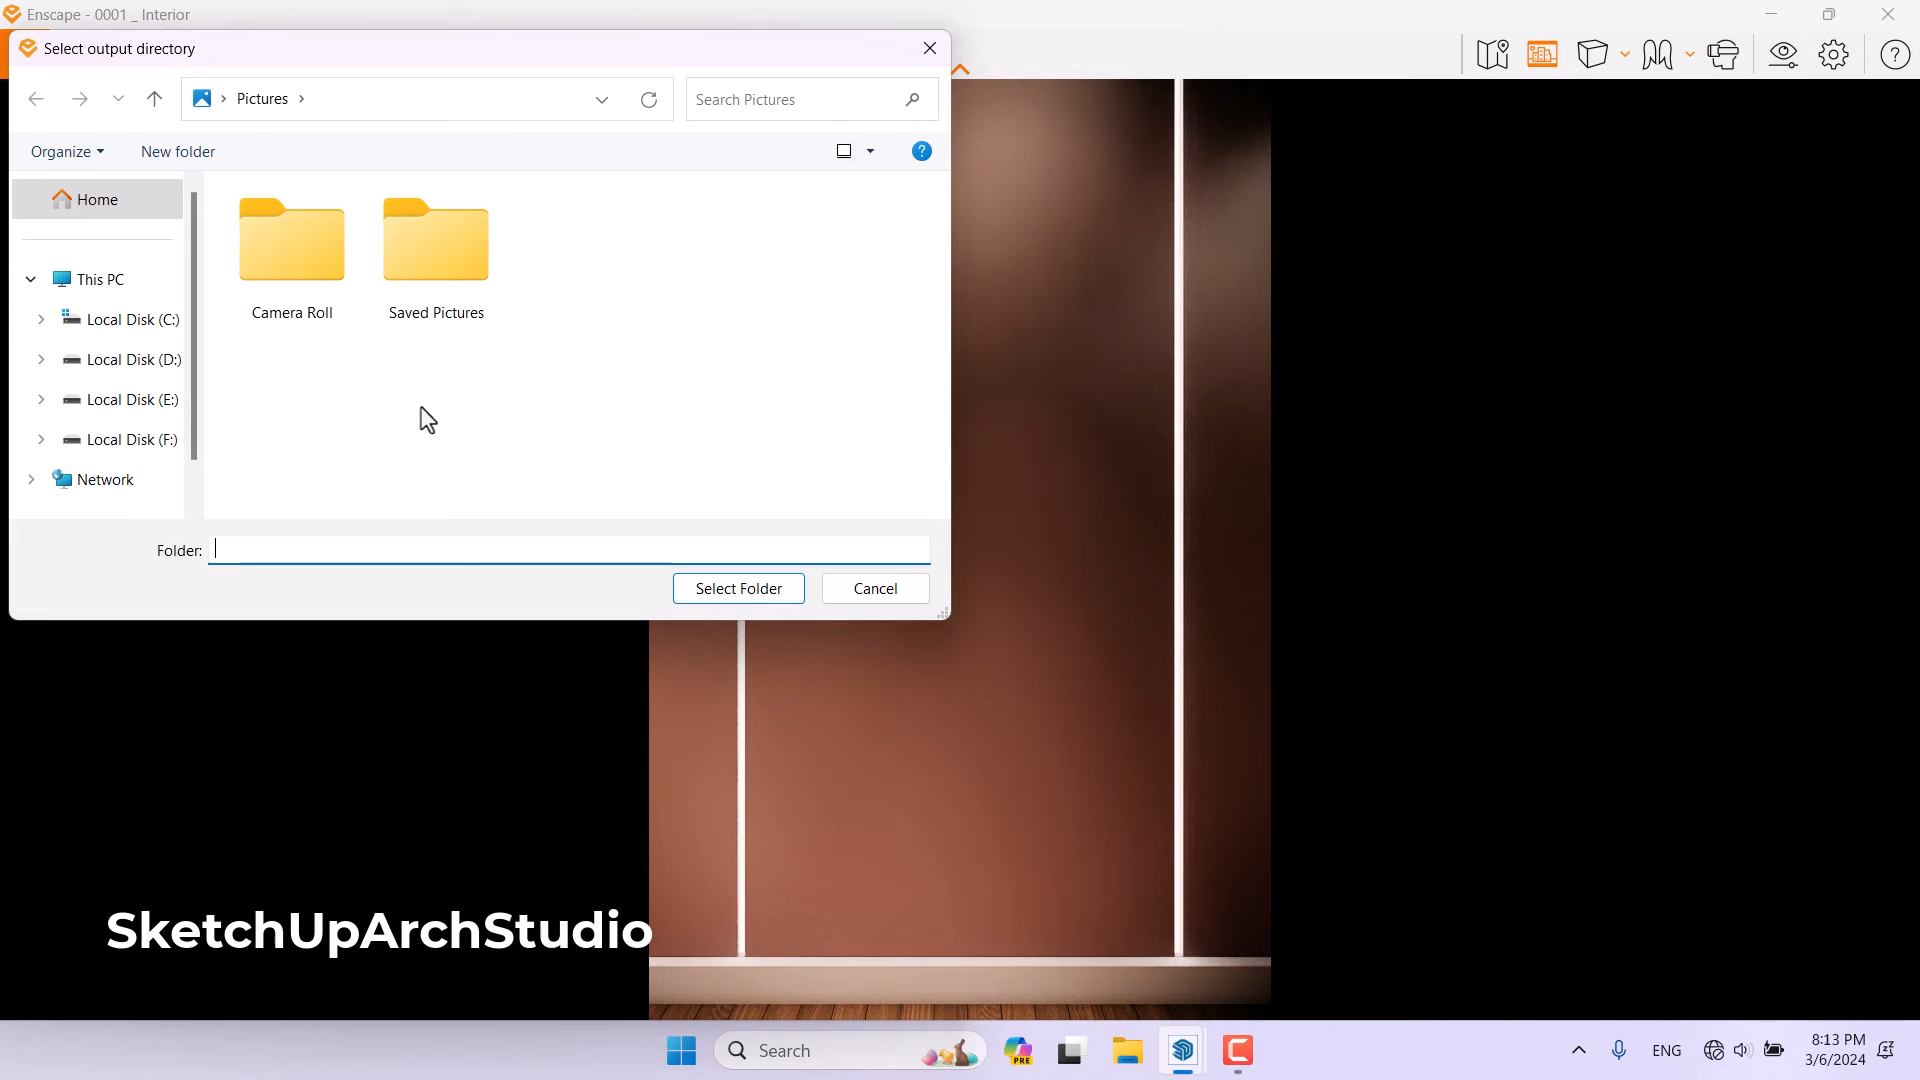 Enscape - 0001 _ Interior
Select output directory
Pictures
Search Pictures
Organize
New folder
Home
This PC
Local Disk (C:)
Local Disk (D:)
Local Disk (E:)
Local Disk (F:)
Network
Camera Roll
Saved Pictures
Folder:
Select Folder
Cancel
SketchUpArchStudio
Search
PRE
ENG
8:13 PM
3/6/2024